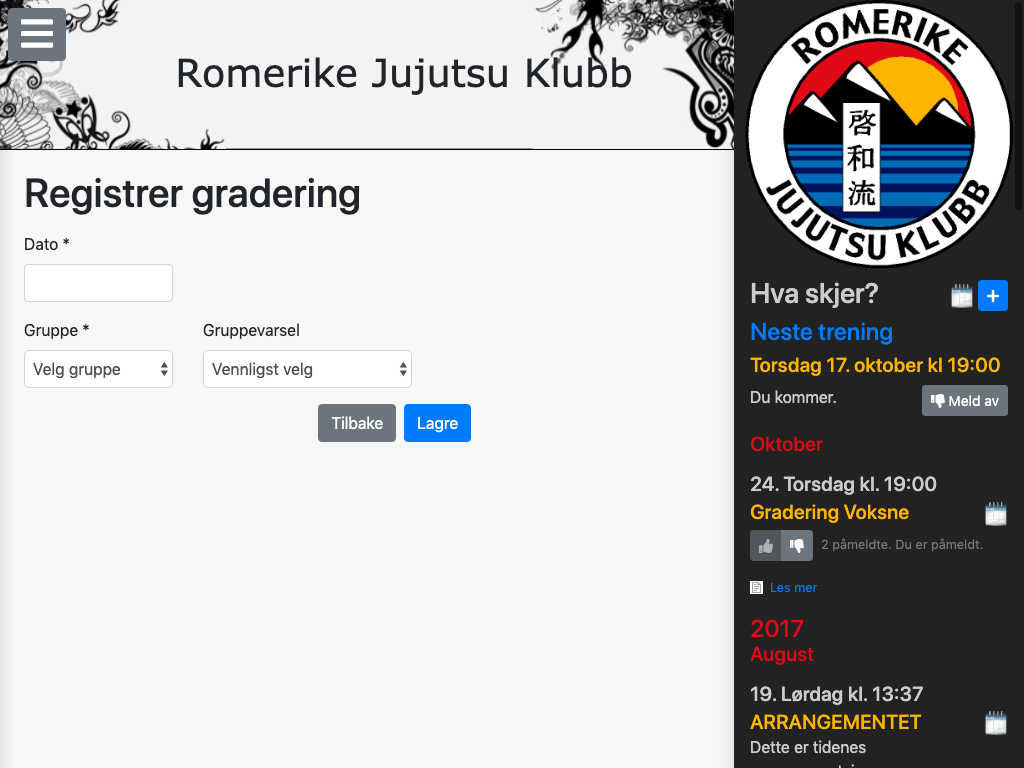 Romerike Jujutsu Klubb
Registrer gradering
Dato *
Gruppe *
Gruppevarsel
Velg gruppe
Vennligst velg
Tilbake
Lagre
ROMERIKE
啓和流
JUJUTSU KLUBB
Hva skjer?
+
Neste trening
Torsdag 17. oktober kl 19:00
Du kommer.
Meld av
Oktober
24. Torsdag kl. 19:00
Gradering Voksne
2 påmeldte. Du er påmeldt.
Les mer
2017
August
19. Lørdag kl. 13:37
ARRANGEMENTET
Dette er tidenes